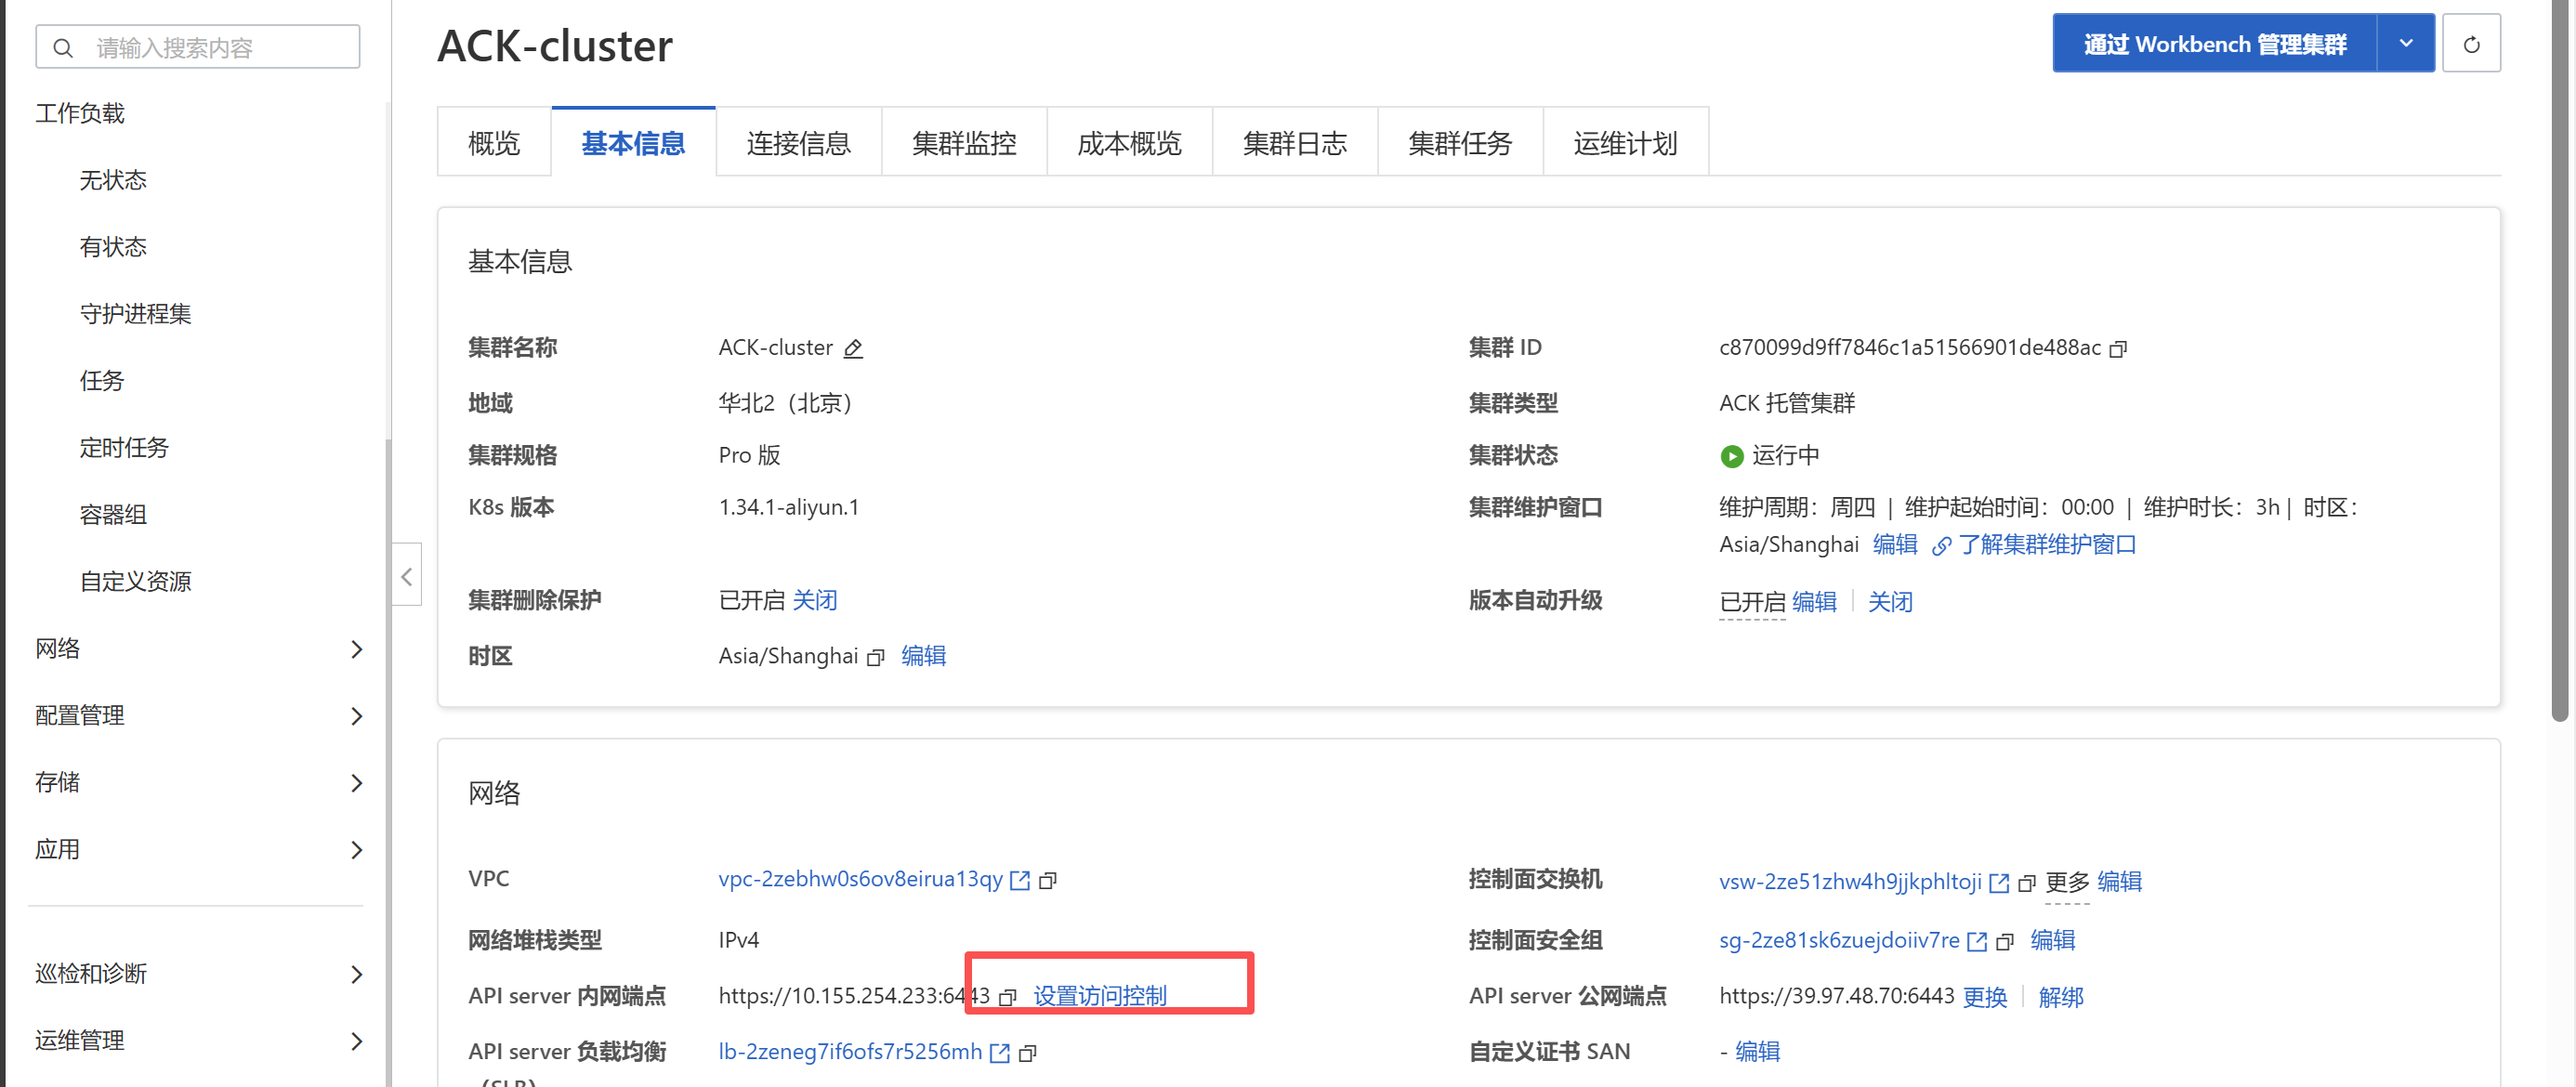 请输入搜索内容
工作负载
无状态
有状态
守护进程集
任务
定时任务
容器组
自定义资源
网络
配置管理
存储
应用
巡检和诊断
运维管理
ACK-cluster
通过 Workbench 管理集群
概览 基本信息 连接信息 集群监控 成本概览 集群日志 集群任务 运维计划
基本信息
集群名称 ACK-cluster 集群 ID c870099d9ff7846c1a51566901de488ac
地域 华北2（北京） 集群类型 ACK 托管集群
集群规格 Pro 版 集群状态 运行中
K8s 版本 1.34.1-aliyun.1 集群维护窗口 维护周期：周四 | 维护起始时间：00:00 | 维护时长：3h | 时区：
Asia/Shanghai 编辑 了解集群维护窗口
集群删除保护 已开启 关闭 版本自动升级 已开启 编辑 关闭
时区 Asia/Shanghai 编辑
网络
VPC vpc-2zebhw0s6ov8eirua13qy 控制面交换机 vsw-2ze51zhw4h9jjkphltoji 更多 编辑
网络堆栈类型 IPv4 控制面安全组 sg-2ze81sk6zuejdoiiv7re 编辑
API server 内网端点 https://10.155.254.233:6443 设置访问控制 API server 公网端点 https://39.97.48.70:6443 更换 解绑
API server 负载均衡 lb-2zeneg7if6ofs7r5256mh 自定义证书 SAN - 编辑
（SLB）